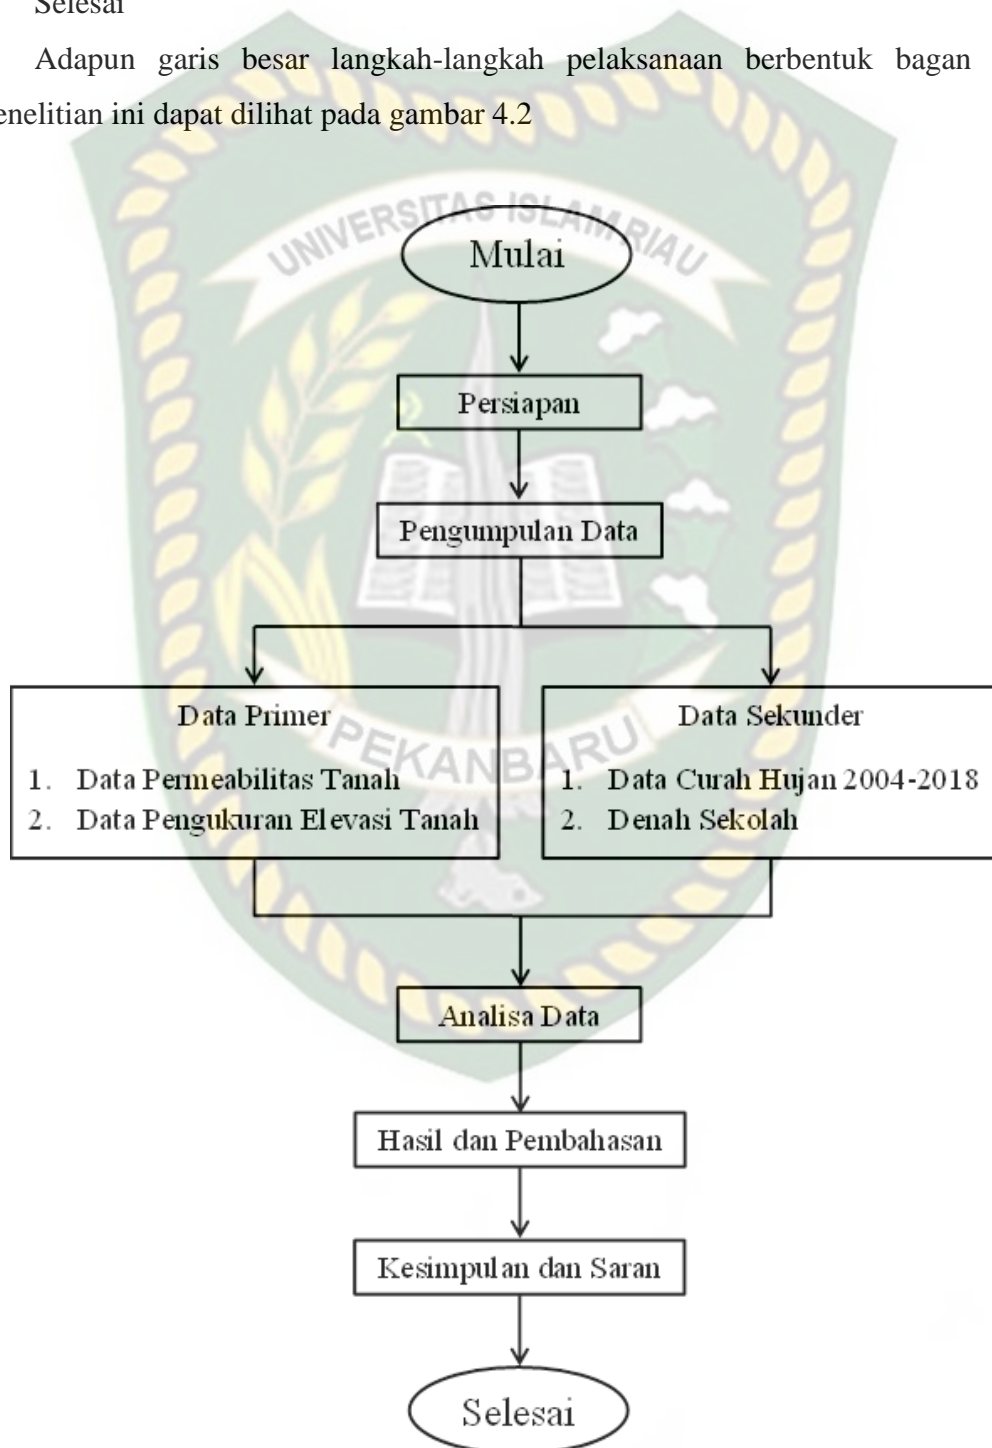 Selesai
Adapun garis besar langkah-langkah pelaksanaan berbentuk bagan
enelitian ini dapat dilihat pada gambar 4.2
UNIVERSITAS ISLAM RIAU
Mulai
Persiapan
Pengumpulan Data
Data Primer
1. Data Permeabilitas Tanah
2. Data Pengukuran Elevasi Tanah
Data Sekunder
1. Data Curah Hujan 2004-2018
2. Denah Sekolah
PEKANBARU
Analisa Data
Hasil dan Pembahasan
Kesimpulan dan Saran
Selesai